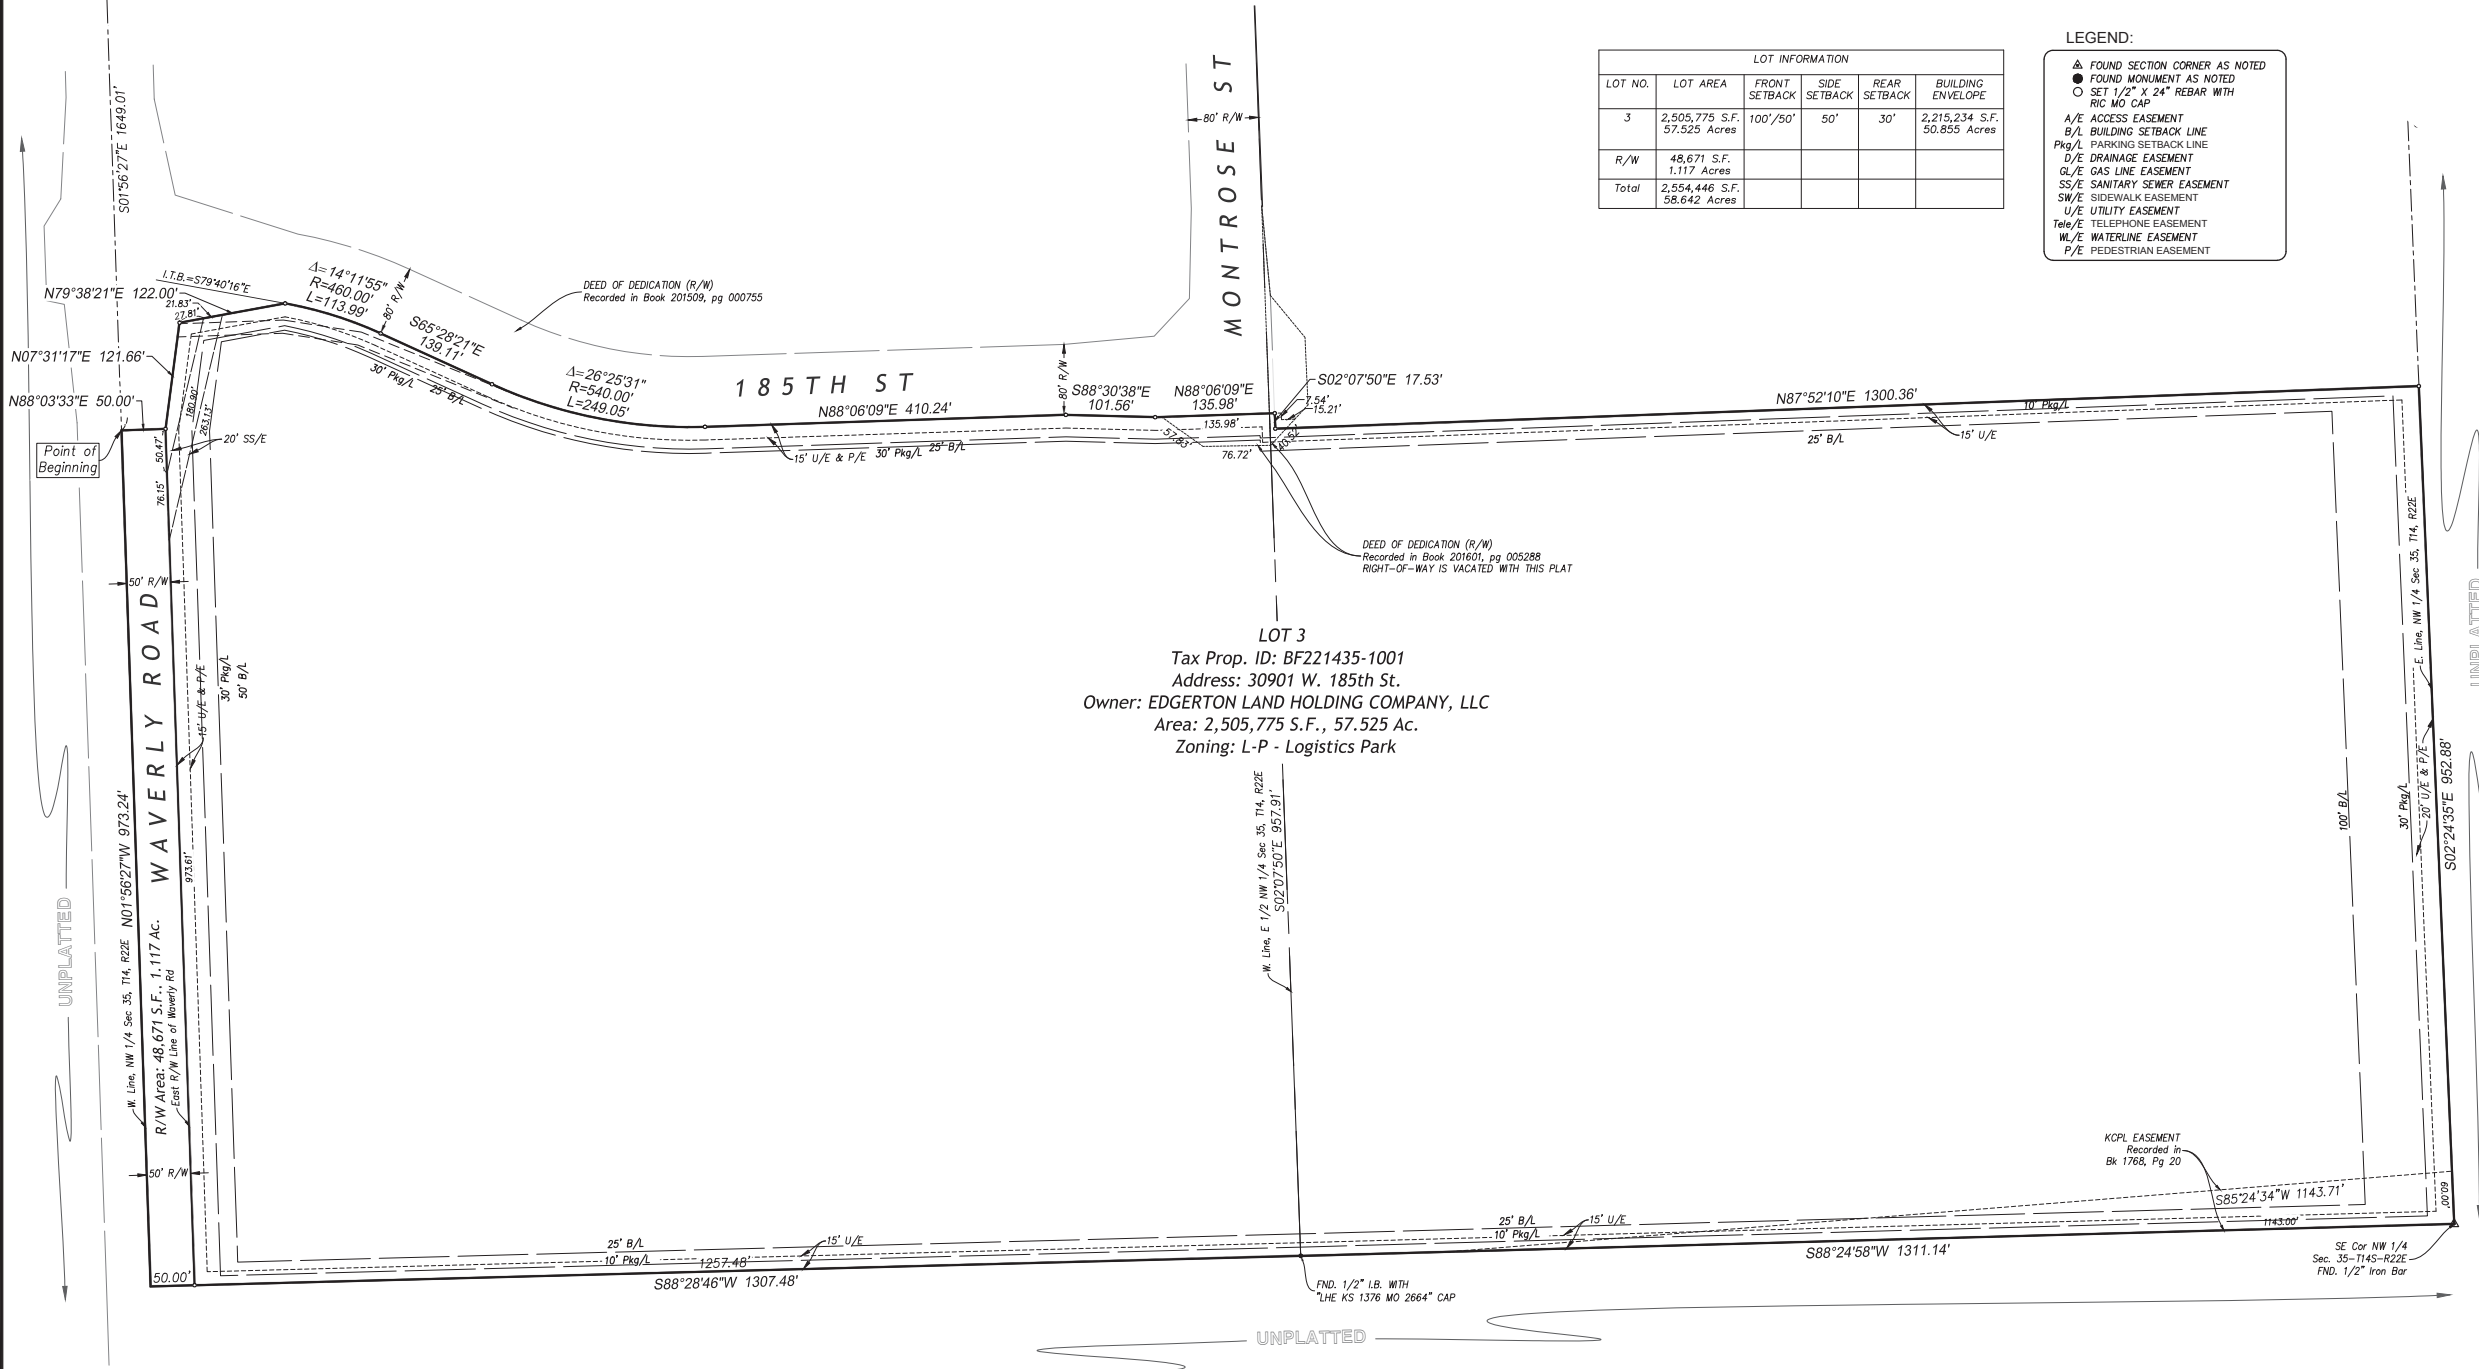 S01°56'27"E 1649.01'
MONTROSE ST
80' R/W
LOT INFORMATION
LOT NO. LOT AREA FRONT SETBACK SIDE SETBACK REAR SETBACK BUILDING ENVELOPE
3 2,505,775 S.F. 57.525 Acres 100'/50' 50' 30' 2,215,234 S.F. 50.855 Acres
R/W 48,671 S.F. 1.117 Acres
Total 2,554,446 S.F. 58.642 Acres
LEGEND:
FOUND SECTION CORNER AS NOTED
FOUND MONUMENT AS NOTED
SET 1/2" X 24" REBAR WITH
RIC MO CAP
A/E ACCESS EASEMENT
B/L BUILDING SETBACK LINE
Pkg/L PARKING SETBACK LINE
D/E DRAINAGE EASEMENT
GL/E GAS LINE EASEMENT
SS/E SANITARY SEWER EASEMENT
SW/E SIDEWALK EASEMENT
U/E UTILITY EASEMENT
Tele/E TELEPHONE EASEMENT
WL/E WATERLINE EASEMENT
P/E PEDESTRIAN EASEMENT
I.T.B.=S79°40'16"E
Δ=14°11'55"
R=460.00'
L=113.99'
80' R/W
DEED OF DEDICATION (R/W)
Recorded in Book 201509, pg 000755
N79°38'21"E 122.00'
21.83'
27.81'
S65°28'21"E
139.11'
N07°31'17"E 121.66'
N88°03'33"E 50.00'
Point of
Beginning
180.90'
263.13'
50.47'
76.15'
20' SS/E
30' Pkg/L
25' B/L
Δ=26°25'31"
R=540.00'
L=249.05'
185TH ST
N88°06'09"E 410.24'
80' R/W
S88°30'38"E
101.56'
N88°06'09"E
135.98'
S02°07'50"E 17.53'
7.54'
15.21'
135.98'
57.83'
76.72'
40.52'
15' U/E & P/E 30' Pkg/L 25' B/L
N87°52'10"E 1300.36'
10' Pkg/L
15' U/E
25' B/L
DEED OF DEDICATION (R/W)
Recorded in Book 201601, pg 005288
RIGHT-OF-WAY IS VACATED WITH THIS PLAT
LOT 3
Tax Prop. ID: BF221435-1001
Address: 30901 W. 185th St.
Owner: EDGERTON LAND HOLDING COMPANY, LLC
Area: 2,505,775 S.F., 57.525 Ac.
Zoning: L-P - Logistics Park
50' R/W
WAVERLY ROAD
15' U/E & P/E
30' Pkg/L
50' B/L
973.61'
W. Line, NW 1/4 Sec 35, T14, R22E N01°56'27"W 973.24'
R/W Area: 48,671 S.F., 1.117 Ac.
East R/W Line of Waverly Rd
50' R/W
UNPLATTED
W. Line, E 1/2 NW 1/4 Sec 35, T14, R22E
S02°07'50"E 957.91'
E. Line, NW 1/4 Sec 35, T14, R22E
UNPLATTED
100' B/L
30' Pkg/L
20' U/E & P/E
S02°24'35"E 952.88'
KCPL EASEMENT
Recorded in
Bk 1768, Pg 20
S85°24'34"W 1143.71'
60.00'
1143.00'
25' B/L
15' U/E
10' Pkg/L
S88°24'58"W 1311.14'
SE Cor NW 1/4
Sec. 35-T14S-R22E
FND. 1/2" Iron Bar
25' B/L
15' U/E
10' Pkg/L
1257.48'
50.00'
S88°28'46"W 1307.48'
FND. 1/2" I.B. WITH
"LHE KS 1376 MO 2664" CAP
UNPLATTED